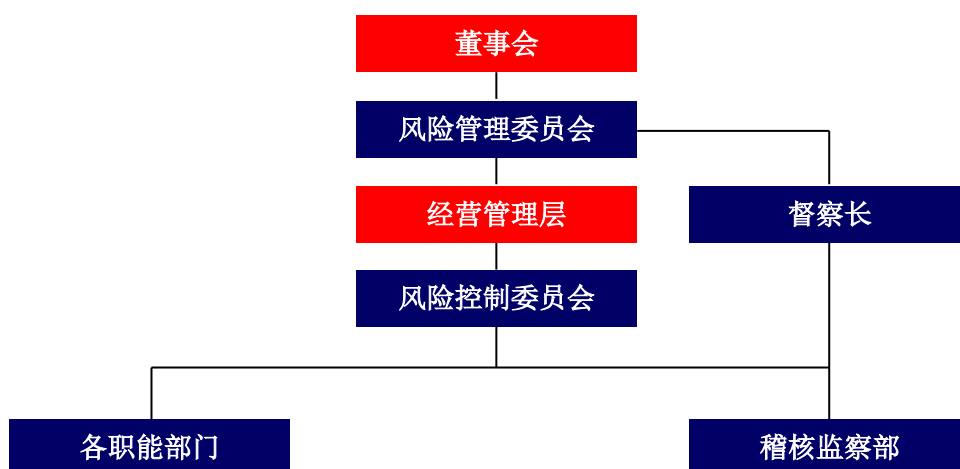 董事会
风险管理委员会
经营管理层
督察长
风险控制委员会
各职能部门
稽核监察部